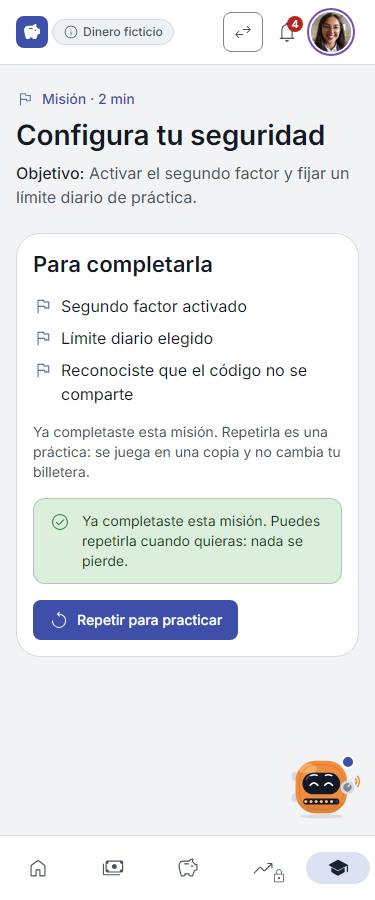 Dinero ficticio
4
Misión · 2 min
Configura tu seguridad
Objetivo: Activar el segundo factor y fijar un
límite diario de práctica.
Para completarla
Segundo factor activado
Límite diario elegido
Reconociste que el código no se
comparte
Ya completaste esta misión. Repetirla es una
práctica: se juega en una copia y no cambia tu
billetera.
Ya completaste esta misión. Puedes
repetirla cuando quieras: nada se
pierde.
Repetir para practicar